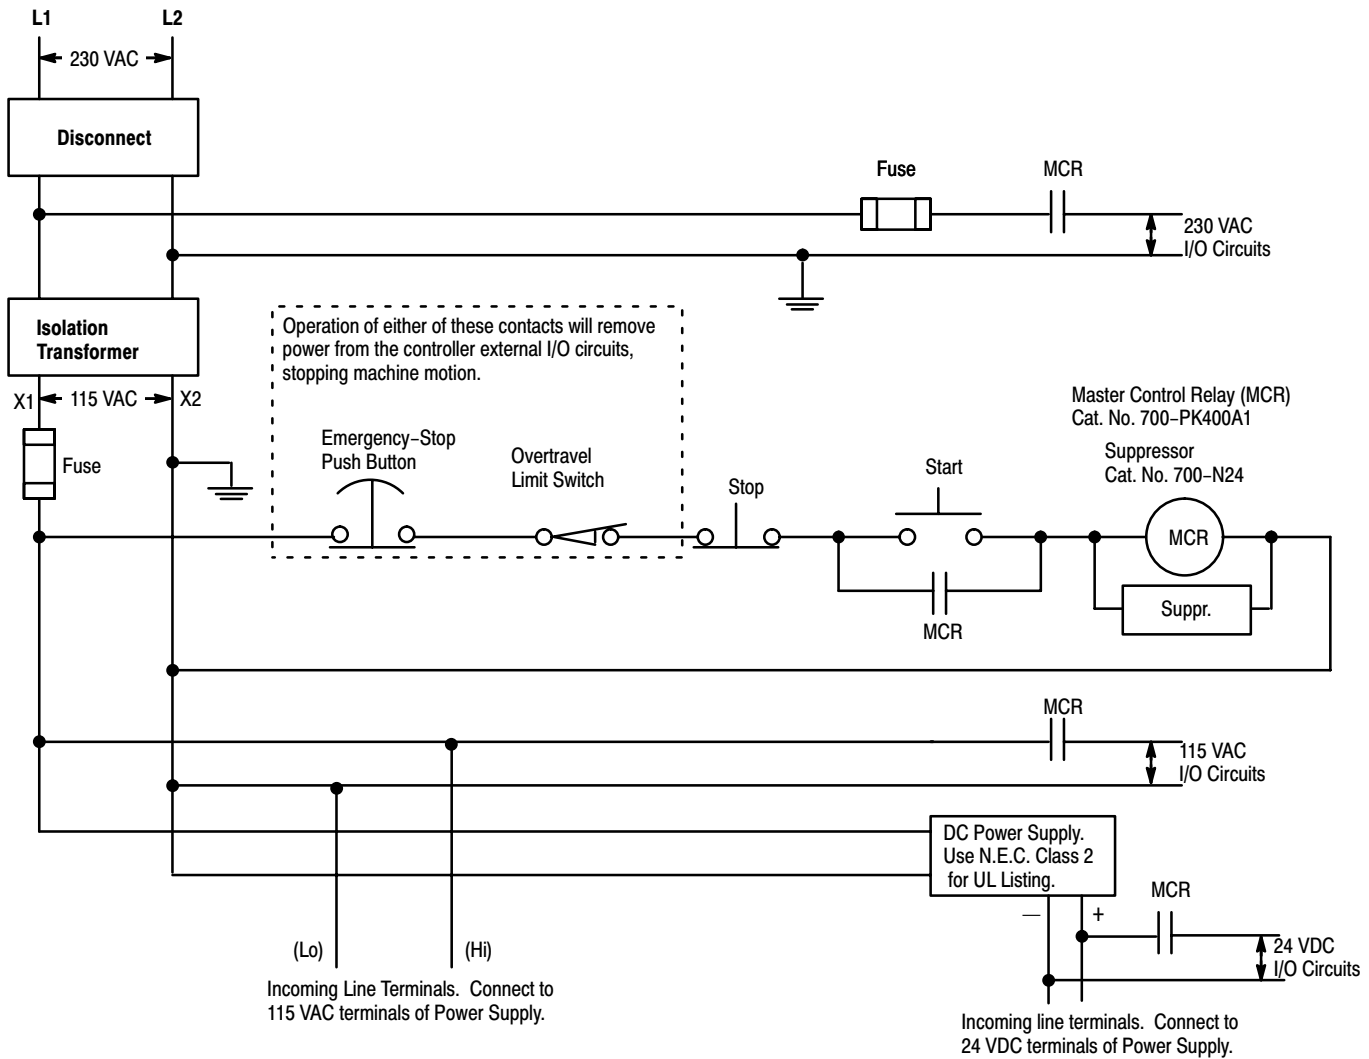 L1
L2
230 VAC
Disconnect
Fuse
MCR
230 VAC
I/O Circuits
Isolation
Transformer
Operation of either of these contacts will remove
power from the controller external I/O circuits,
stopping machine motion.
X1
115 VAC
X2
Master Control Relay (MCR)
Cat. No. 700-PK400A1
Fuse
Emergency-Stop
Push Button
Overtravel
Limit Switch
Stop
Start
Suppressor
Cat. No. 700-N24
MCR
Suppr.
MCR
MCR
115 VAC
I/O Circuits
DC Power Supply.
Use N.E.C. Class 2
for UL Listing.
— +
MCR
24 VDC
I/O Circuits
(Lo)
(Hi)
Incoming Line Terminals. Connect to
115 VAC terminals of Power Supply.
Incoming line terminals. Connect to
24 VDC terminals of Power Supply.